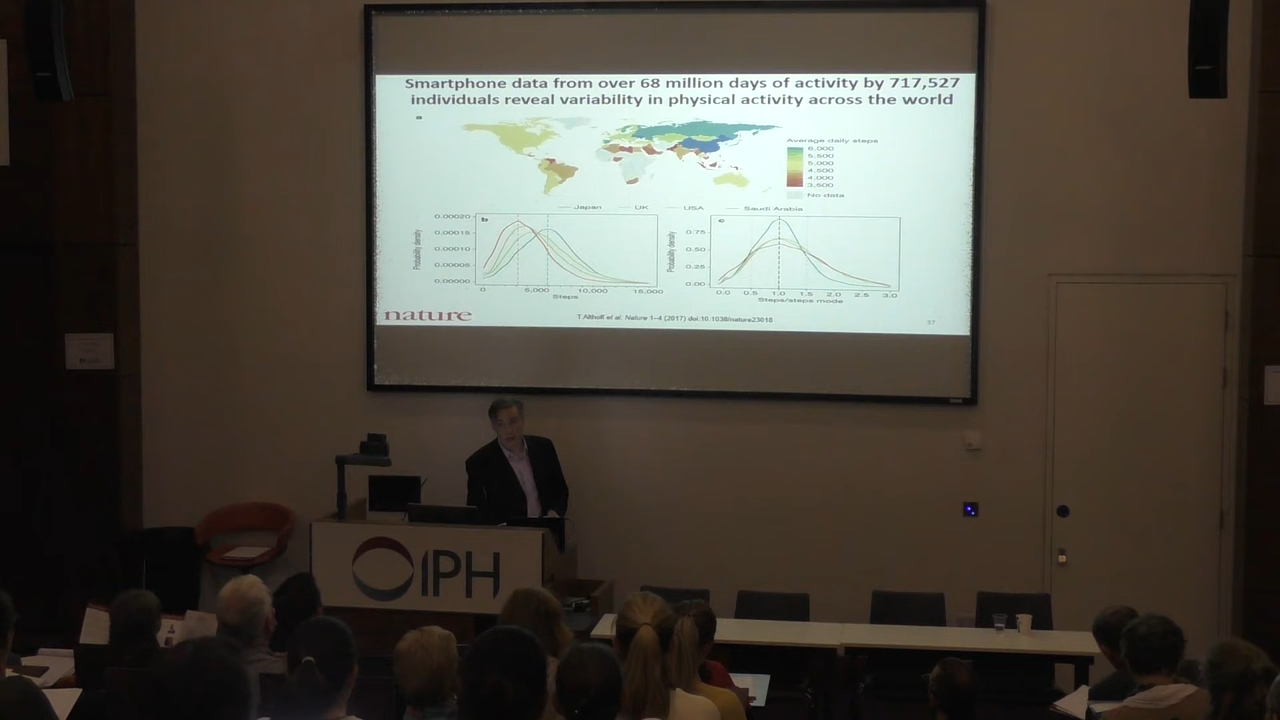 Smartphone data from over 68 million days of activity by 717,527
individuals reveal variability in physical activity across the world
a
Average daily steps
6,000
5,500
5,000
4,500
4,000
3,500
No data
Japan UK USA Saudi Arabia
b
Probability density
0.00020
0.00015
0.00010
0.00005
0.00000
0 5,000 10,000 15,000
Steps
c
Probability density
0.75
0.50
0.25
0.00
0.0 0.5 1.0 1.5 2.0 2.5 3.0
Steps/steps mode
nature
T Althoff et al. Nature 1–4 (2017) doi:10.1038/nature23018
37
IPH